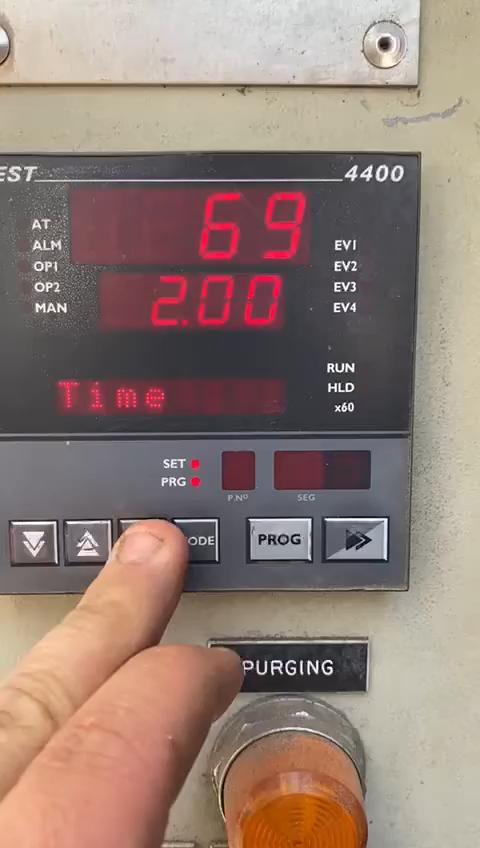 EST 4400
69
AT
ALM
OP1
OP2
MAN
EV1
EV2
EV3
EV4
2.00
RUN
HLD
x60
Time
SET
PRG
P.Nº
SEG
ODE
PROG
PURGING